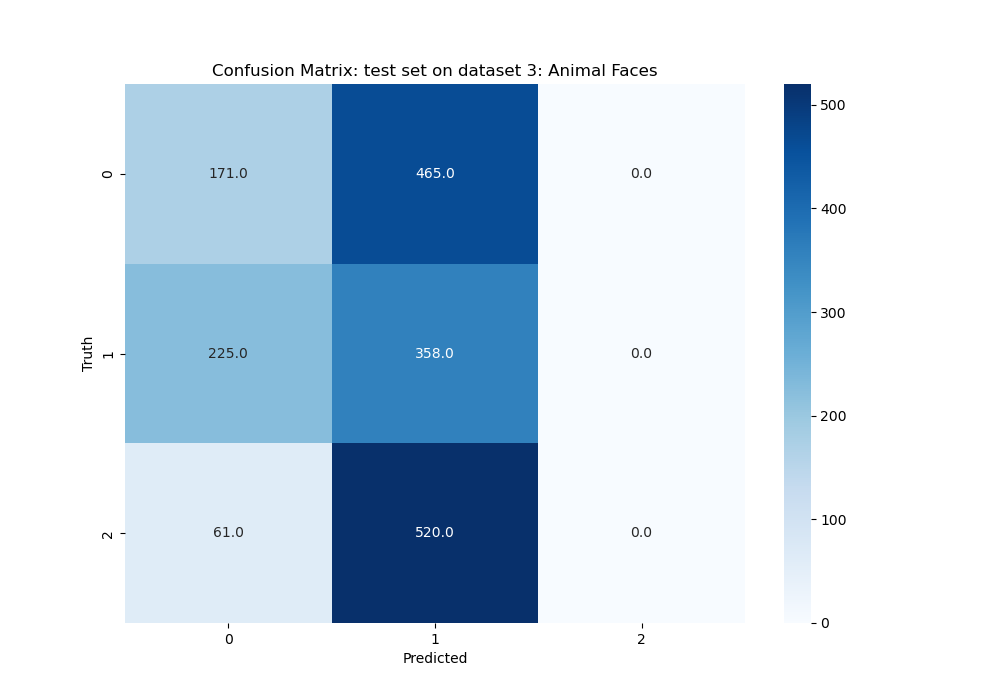 Confusion Matrix: test set on dataset 3: Animal Faces
0
171.0 465.0 0.0
1
225.0 358.0 0.0
2
61.0 520.0 0.0
Truth
0 1 2
Predicted
500
400
300
200
100
0